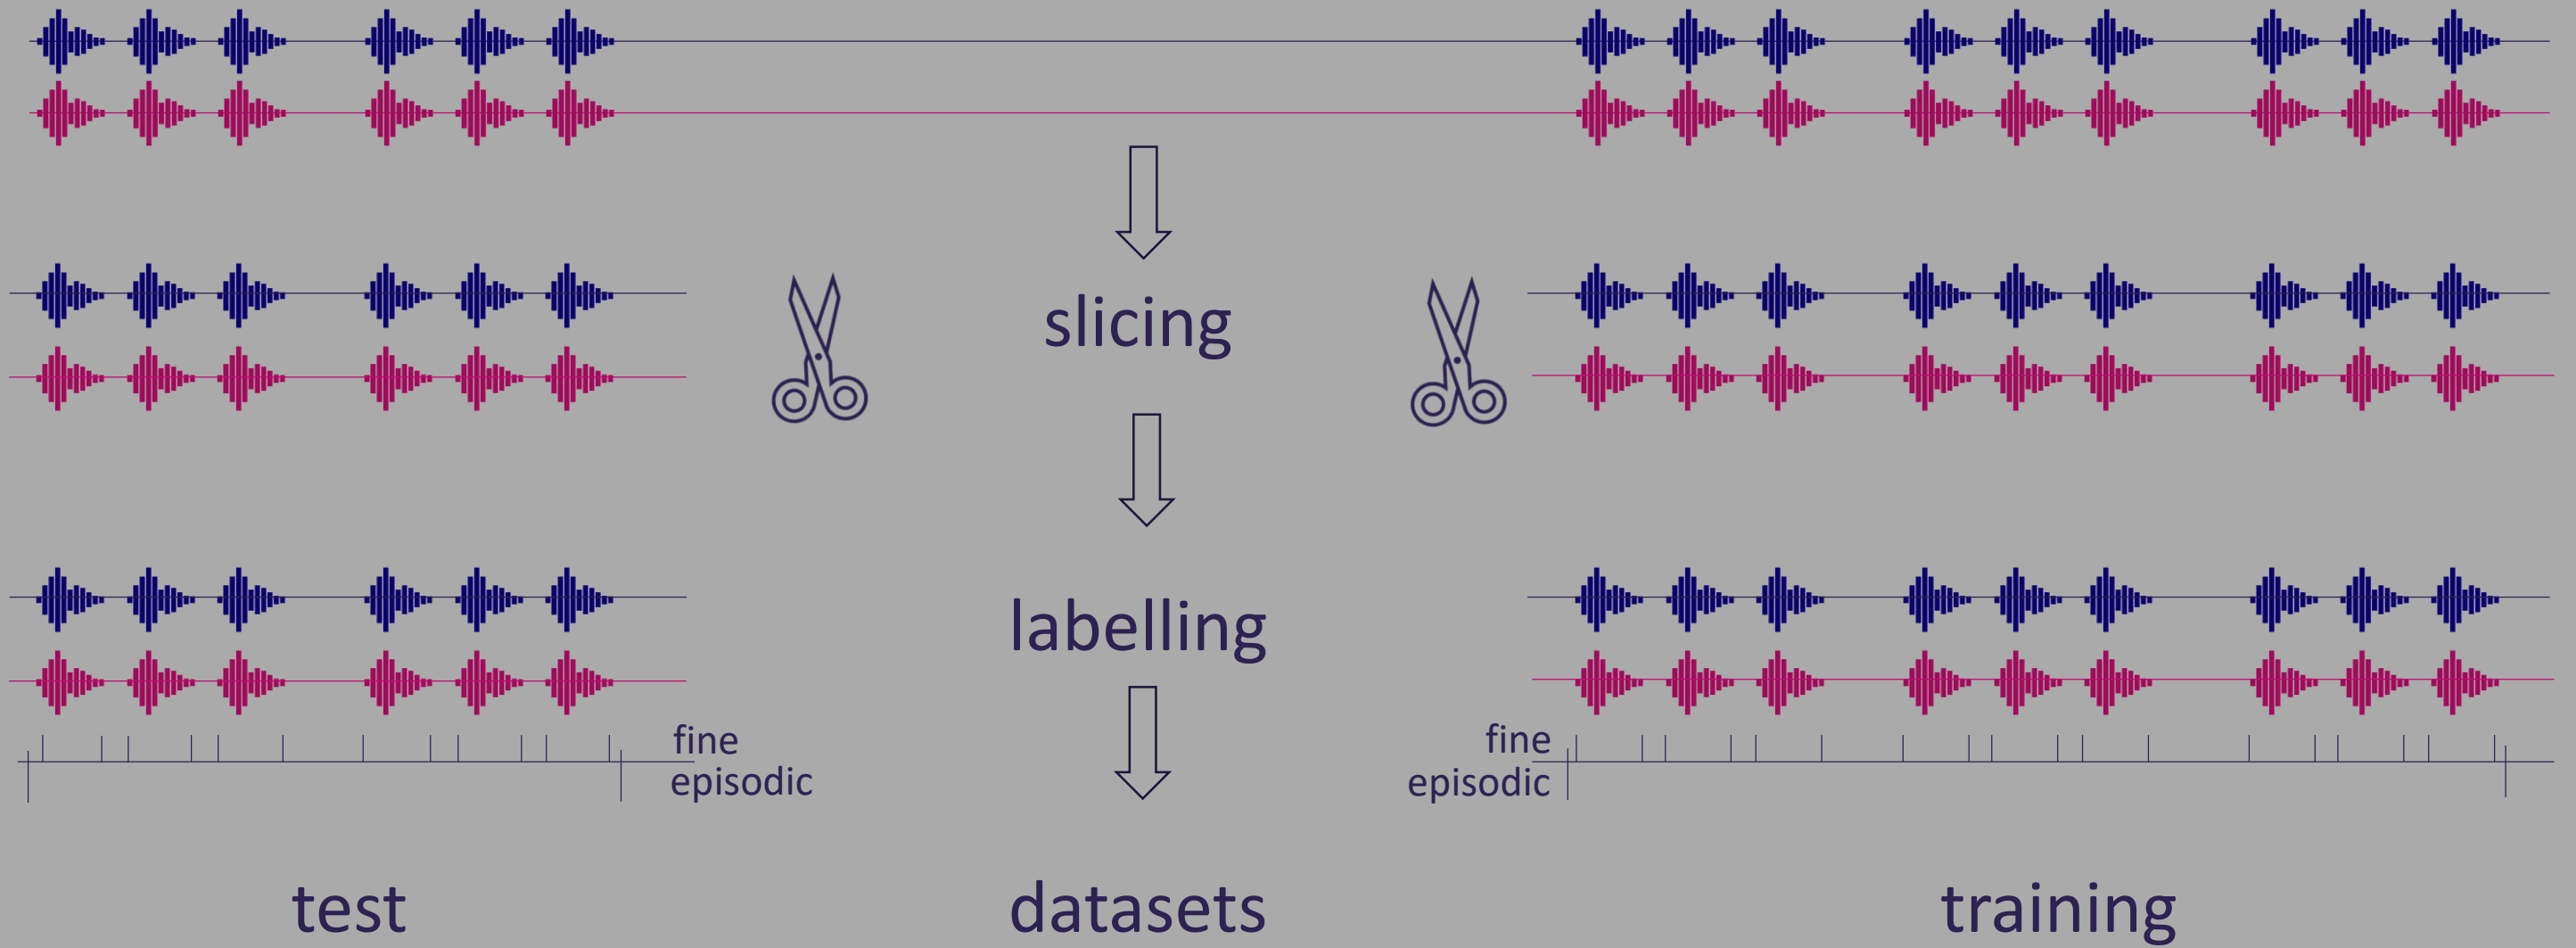 slicing
labelling
fine
episodic
fine
episodic
test
datasets
training